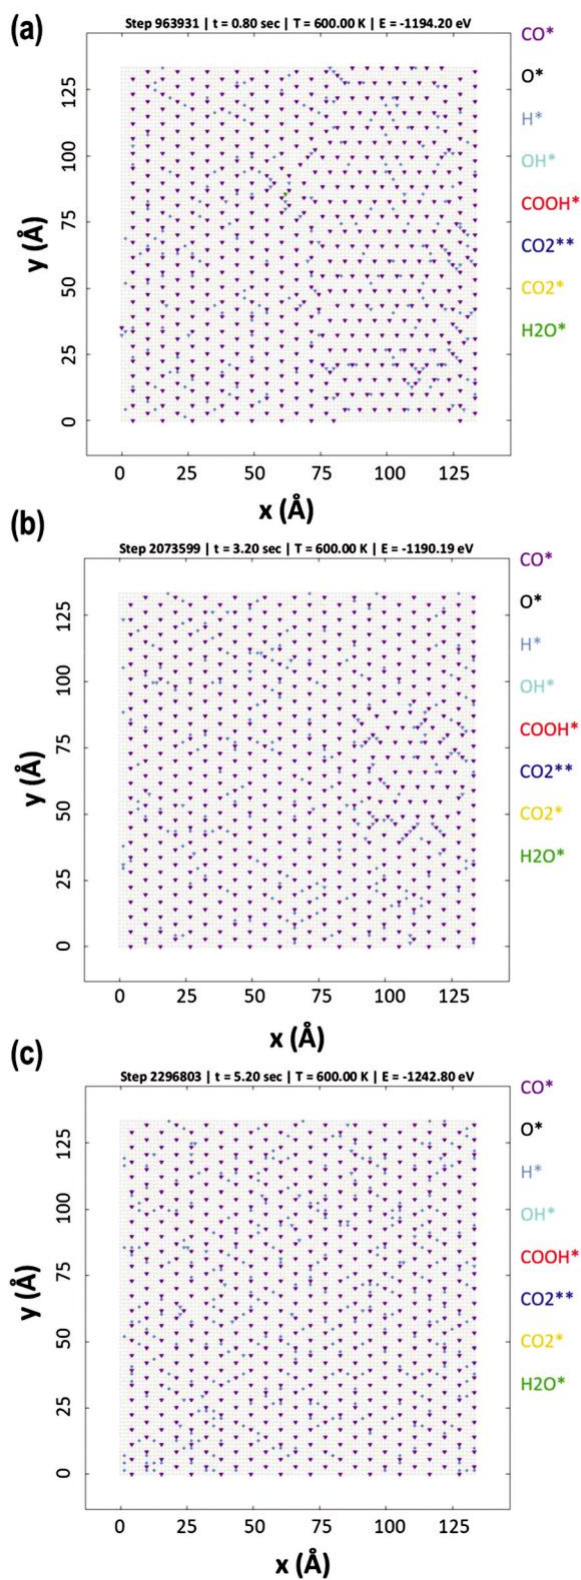 (a)
Step 963931 | t = 0.80 sec | T = 600.00 K | E = -1194.20 eV
CO*
O*
H*
OH*
COOH*
CO2**
CO2*
H2O*
125
100
75
50
25
0
y (Å)
0 25 50 75 100 125
x (Å)
(b)
Step 2073599 | t = 3.20 sec | T = 600.00 K | E = -1190.19 eV
CO*
O*
H*
OH*
COOH*
CO2**
CO2*
H2O*
125
100
75
50
25
0
y (Å)
0 25 50 75 100 125
x (Å)
(c)
Step 2296803 | t = 5.20 sec | T = 600.00 K | E = -1242.80 eV
CO*
O*
H*
OH*
COOH*
CO2**
CO2*
H2O*
125
100
75
50
25
0
y (Å)
0 25 50 75 100 125
x (Å)